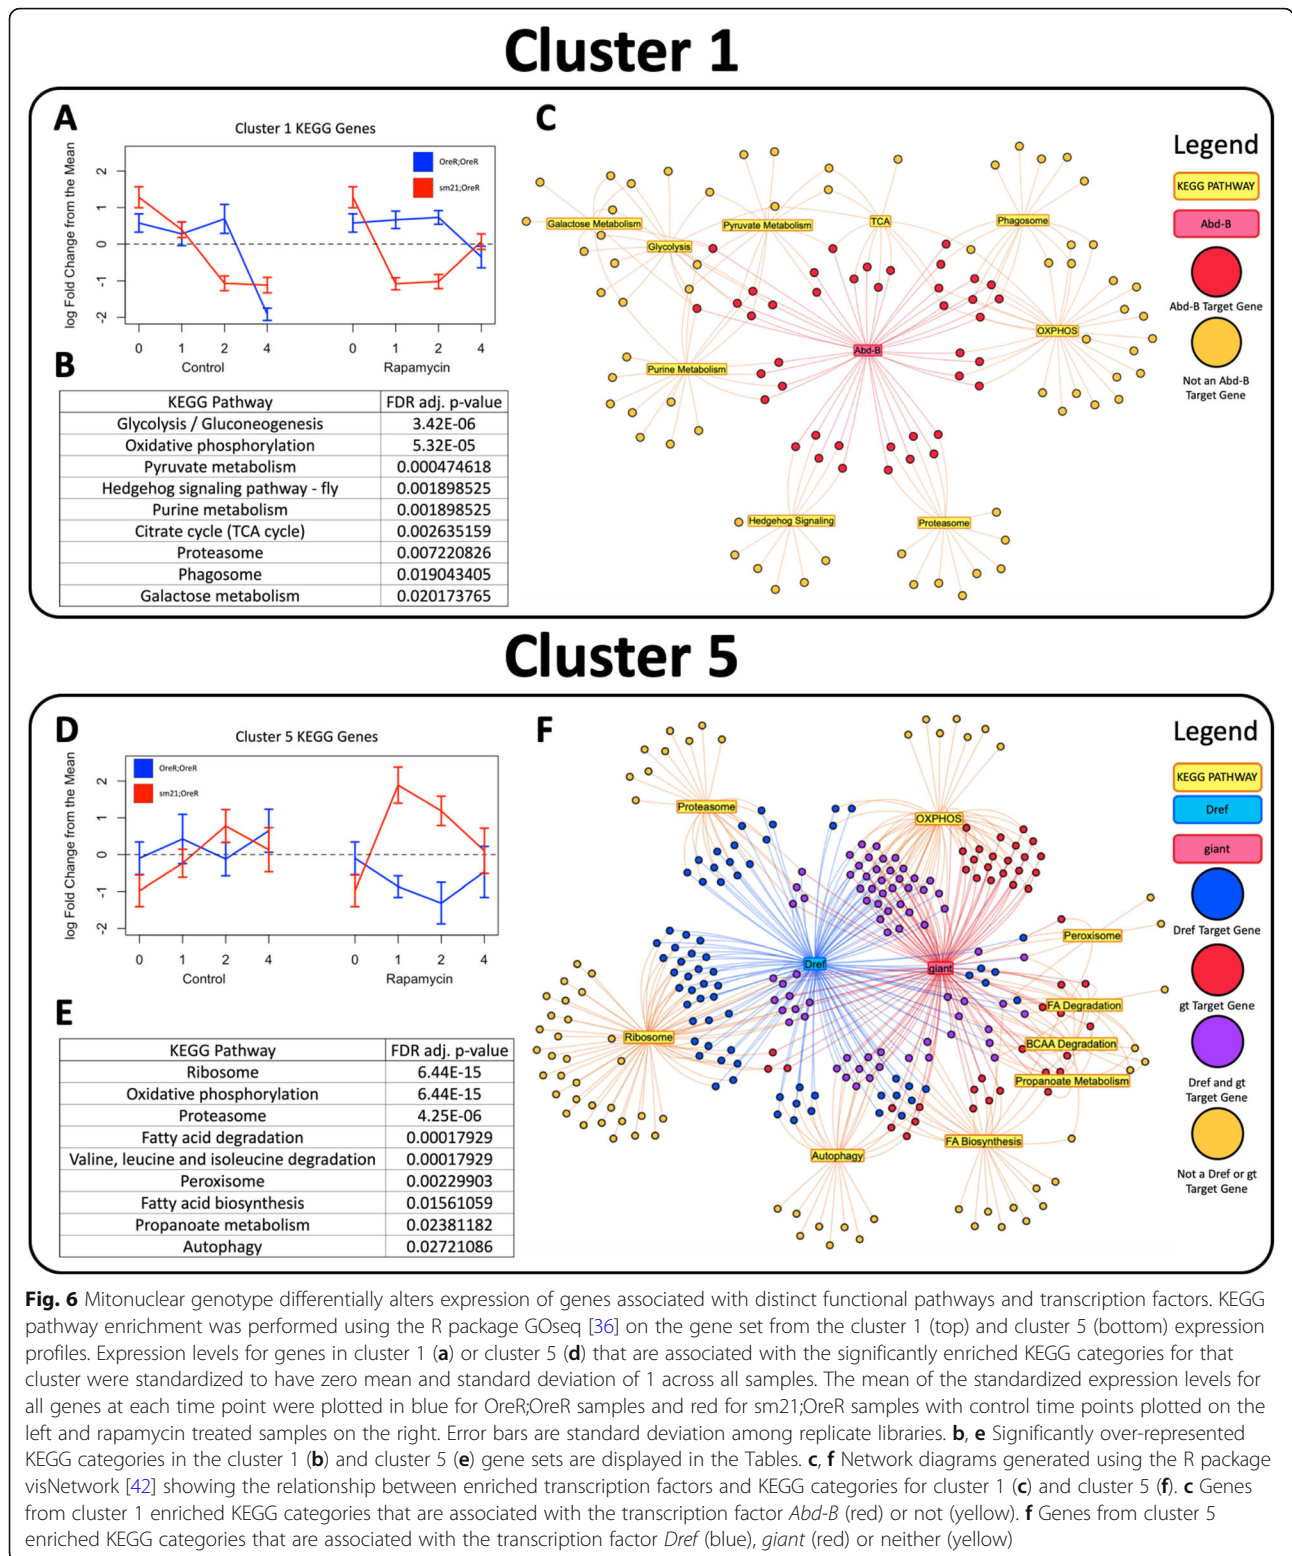 Cluster 1
A
Cluster 1 KEGG Genes
log Fold Change from the Mean
2
1
0
-1
-2
OreR;OreR
sm21;OreR
0 1 2 4 0 1 2 4
Control Rapamycin
B
KEGG Pathway FDR adj. p-value
Glycolysis / Gluconeogenesis 3.42E-06
Oxidative phosphorylation 5.32E-05
Pyruvate metabolism 0.000474618
Hedgehog signaling pathway - fly 0.001898525
Purine metabolism 0.001898525
Citrate cycle (TCA cycle) 0.002635159
Proteasome 0.007220826
Phagosome 0.019043405
Galactose metabolism 0.020173765
C
Galactose Metabolism
Glycolysis
Pyruvate Metabolism
TCA
Phagosome
OXPHOS
Abd-B
Purine Metabolism
Hedgehog Signaling
Proteasome
Legend
KEGG PATHWAY
Abd-B
Abd-B Target Gene
Not an Abd-B
Target Gene
Cluster 5
D
Cluster 5 KEGG Genes
log Fold Change from the Mean
2
1
0
-1
-2
OreR;OreR
sm21;OreR
0 1 2 4 0 1 2 4
Control Rapamycin
E
KEGG Pathway FDR adj. p-value
Ribosome 6.44E-15
Oxidative phosphorylation 6.44E-15
Proteasome 4.25E-06
Fatty acid degradation 0.00017929
Valine, leucine and isoleucine degradation 0.00017929
Peroxisome 0.00229903
Fatty acid biosynthesis 0.01561059
Propanoate metabolism 0.02381182
Autophagy 0.02721086
F
Proteasome
OXPHOS
Peroxisome
Dref
giant
FA Degradation
Ribosome
BCAA Degradation
Propanoate Metabolism
FA Biosynthesis
Autophagy
Legend
KEGG PATHWAY
Dref
giant
Dref Target Gene
gt Target Gene
Dref and gt
Target Gene
Not a Dref or gt
Target Gene
Fig. 6 Mitonuclear genotype differentially alters expression of genes associated with distinct functional pathways and transcription factors. KEGG
pathway enrichment was performed using the R package GOseq [36] on the gene set from the cluster 1 (top) and cluster 5 (bottom) expression
profiles. Expression levels for genes in cluster 1 (a) or cluster 5 (d) that are associated with the significantly enriched KEGG categories for that
cluster were standardized to have zero mean and standard deviation of 1 across all samples. The mean of the standardized expression levels for
all genes at each time point were plotted in blue for OreR;OreR samples and red for sm21;OreR samples with control time points plotted on the
left and rapamycin treated samples on the right. Error bars are standard deviation among replicate libraries. b, e Significantly over-represented
KEGG categories in the cluster 1 (b) and cluster 5 (e) gene sets are displayed in the Tables. c, f Network diagrams generated using the R package
visNetwork [42] showing the relationship between enriched transcription factors and KEGG categories for cluster 1 (c) and cluster 5 (f). c Genes
from cluster 1 enriched KEGG categories that are associated with the transcription factor Abd-B (red) or not (yellow). f Genes from cluster 5
enriched KEGG categories that are associated with the transcription factor Dref (blue), giant (red) or neither (yellow)